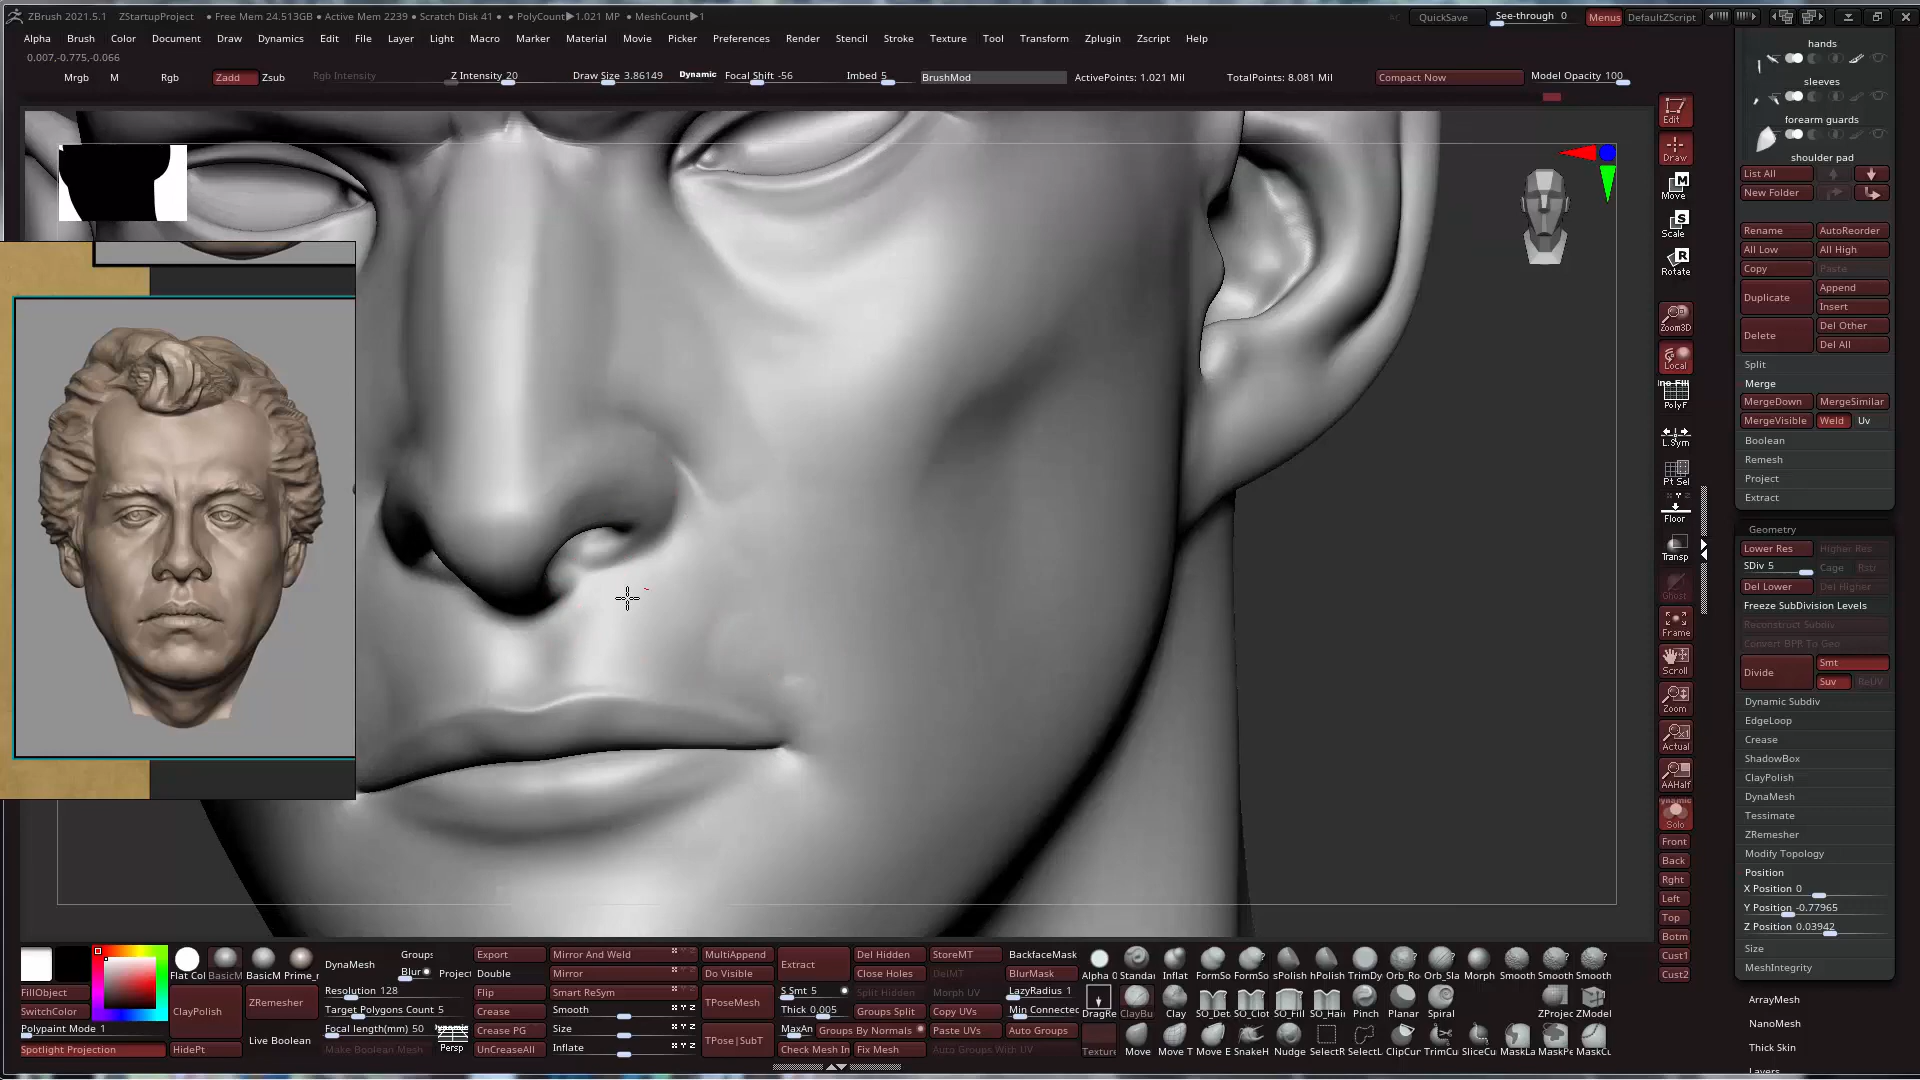 ZBrush 2021.5.1 ZStartupProject • Free Mem 24.513GB • Active Mem 2239 • Scratch Disk 41 • PolyCount▶1.021 MP • MeshCount▶1
QuickSave See-through 0 Menus DefaultZScript
Alpha Brush Color Document Draw Dynamics Edit File Layer Light Macro Marker Material Movie Picker Preferences Render Stencil Stroke Texture Tool Transform Zplugin Zscript Help
0.007,-0.775,-0.066
Mrgb M Rgb Zadd Zsub Rgb Intensity Z Intensity 20 Draw Size 3.86149 Dynamic Focal Shift -56 Imbed 5 BrushMod ActivePoints: 1.021 Mil TotalPoints: 8.081 Mil Compact Now Model Opacity 100
Edit
Draw
Move
Scale
Rotate
Zoom3D
Local
PolyF
L.Sym
Pt Sel
Floor
Transp
Ghost
Frame
Scroll
Zoom
Actual
AAHalf
Dynamic
Solo
Front
Back
Rght
Left
Top
Botm
Cust1
Cust2
hands
sleeves
forearm guards
shoulder pad
List All
New Folder
Rename AutoReorder
All Low All High
Copy Paste
Duplicate Append
Insert
Delete Del Other
Del All
Split
Merge
MergeDown MergeSimilar
MergeVisible Weld Uv
Boolean
Remesh
Project
Extract
Geometry
Lower Res Higher Res
SDiv 5 Cage Rstr
Del Lower Del Higher
Freeze SubDivision Levels
Reconstruct Subdiv
Convert BPR To Geo
Divide Smt
Suv ReUV
Dynamic Subdiv
EdgeLoop
Crease
ShadowBox
ClayPolish
DynaMesh
Tessimate
ZRemesher
Modify Topology
Position
X Position 0
Y Position -0.77965
Z Position 0.03942
Size
MeshIntegrity
ArrayMesh
NanoMesh
Thick Skin
Layers
Flat Col BasicM BasicM Prime_r
FillObject
SwitchColor
Polypaint Mode 1
Spotlight Projection
ClayPolish
HidePt
ZRemesher
Live Boolean
DynaMesh Groups
Blur Project
Resolution 128
Target Polygons Count 5
Focal length(mm) 50
Make Boolean Mesh
Dynamic
Persp
Export
Double
Flip
Crease
Crease PG
UnCreaseAll
Mirror And Weld
Mirror
Smart ReSym
Smooth
Size
Inflate
MultiAppend
Do Visible
TPoseMesh
TPose|SubT
Extract
S Smt 5
Thick 0.005
MaxAn Groups By Normals
Check Mesh In Fix Mesh
Del Hidden StoreMT BackfaceMask
Close Holes DelMT BlurMask
Split Hidden Morph UV LazyRadius 1
Groups Split Copy UVs Min Connected
Paste UVs Auto Groups
Auto Groups With UV
Alpha O Standa Inflat FormSo FormSo sPolish hPolish TrimDy Orb_Ro Orb_Sla Morph Smooth Smooth Smooth
DragRe ClayBu Clay SO_Det SO_Clot SO_Fill SO_Hair Pinch Planar Spiral ZProjec ZModel
Texture Move Move T Move E SnakeH Nudge SelectR SelectL ClipCur TrimCu SliceCu MaskLa MaskPe MaskCu